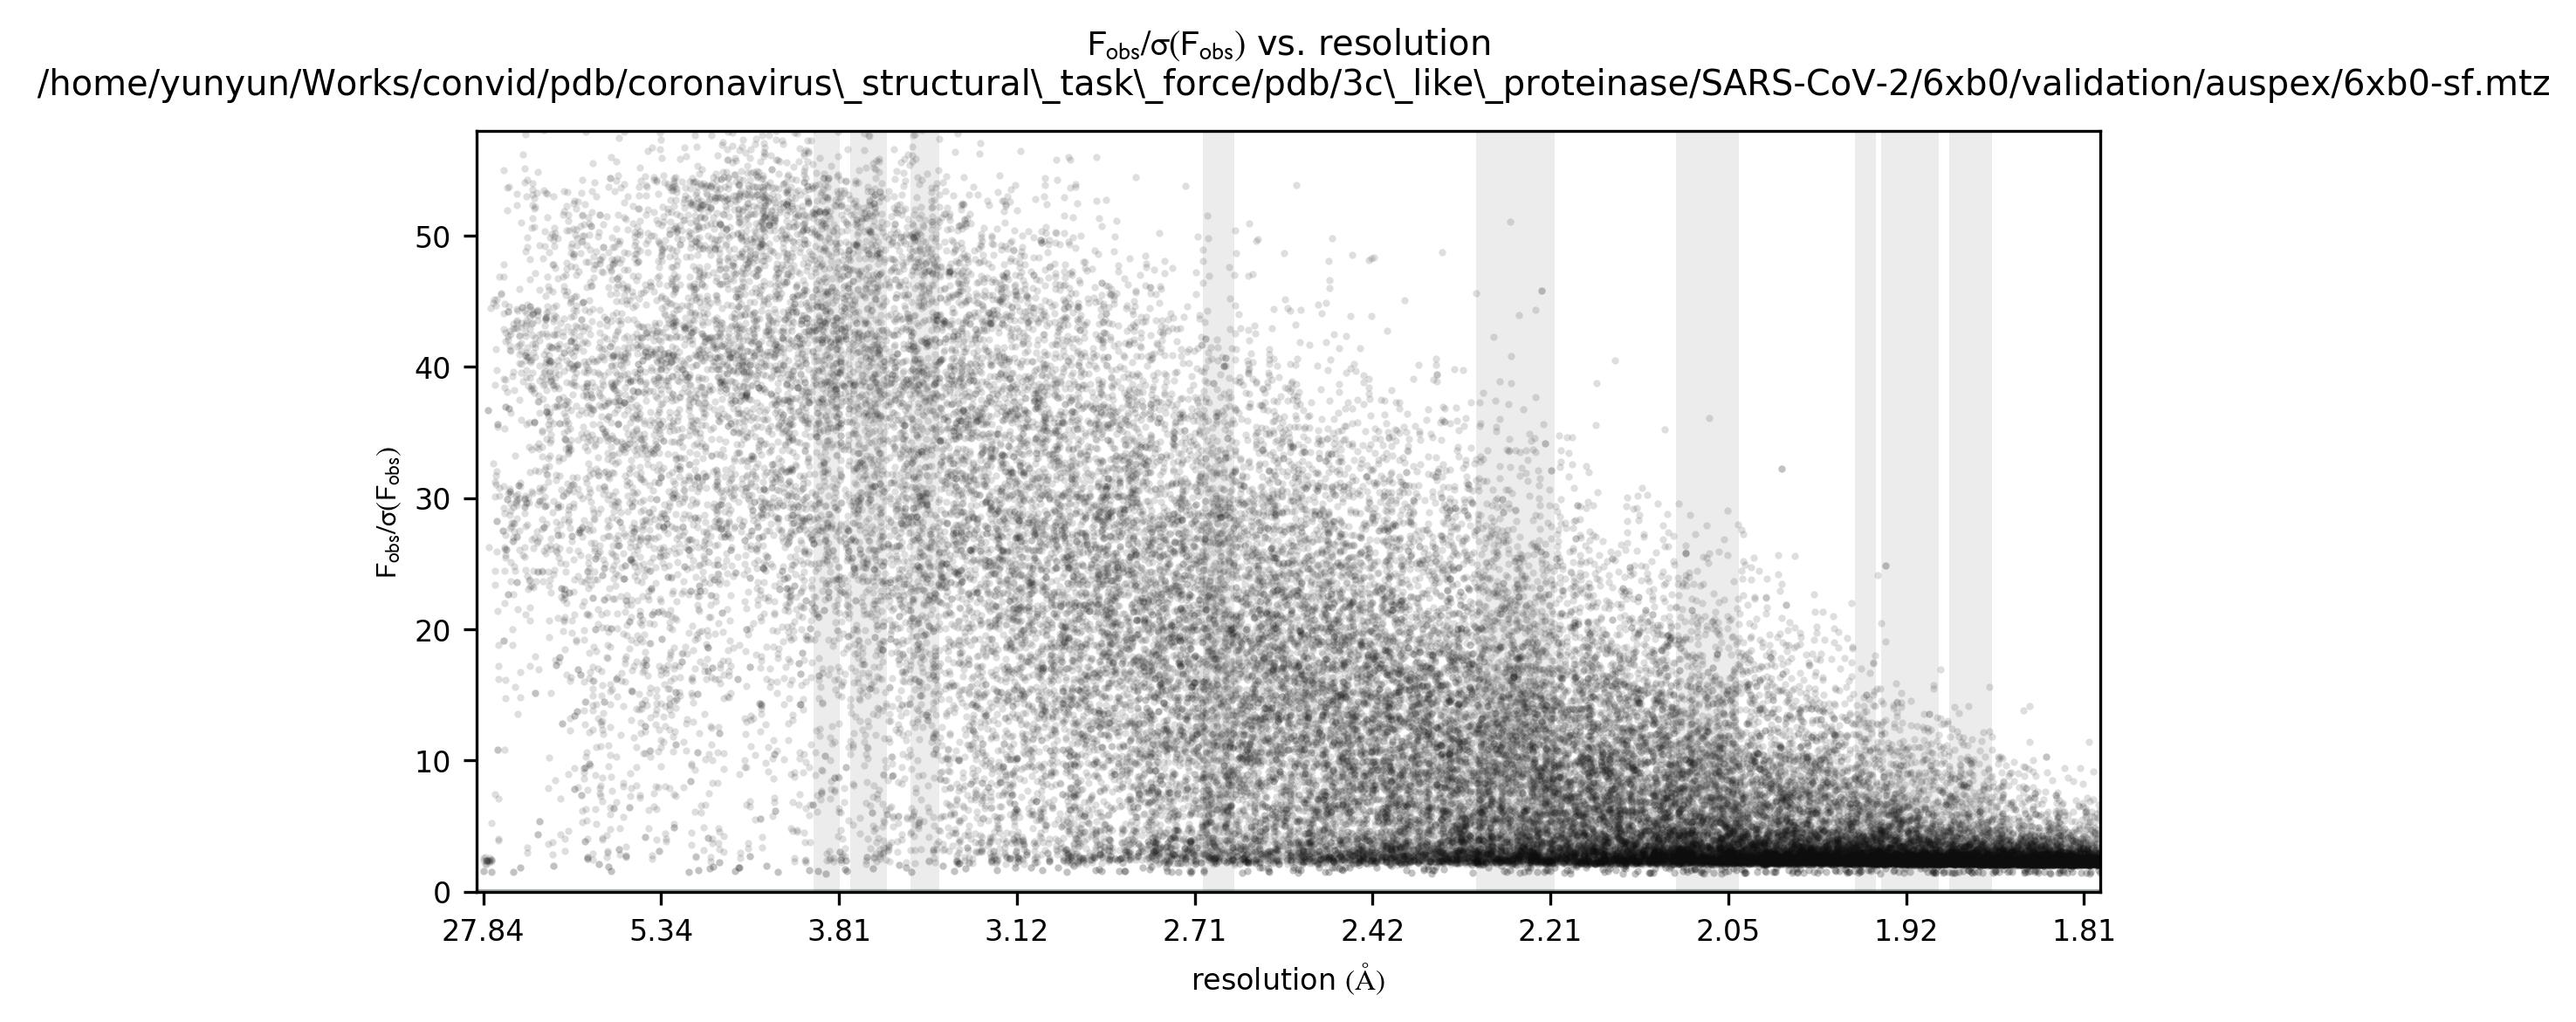 Fobs/σ(Fobs) vs. resolution
/home/yunyun/Works/convid/pdb/coronavirus\_structural\_task\_force/pdb/3c\_like\_proteinase/SARS-CoV-2/6xb0/validation/auspex/6xb0-sf.mtz
Fobs/σ(Fobs)
50
40
30
20
10
0
27.84 5.34 3.81 3.12 2.71 2.42 2.21 2.05 1.92 1.81
resolution (Å)